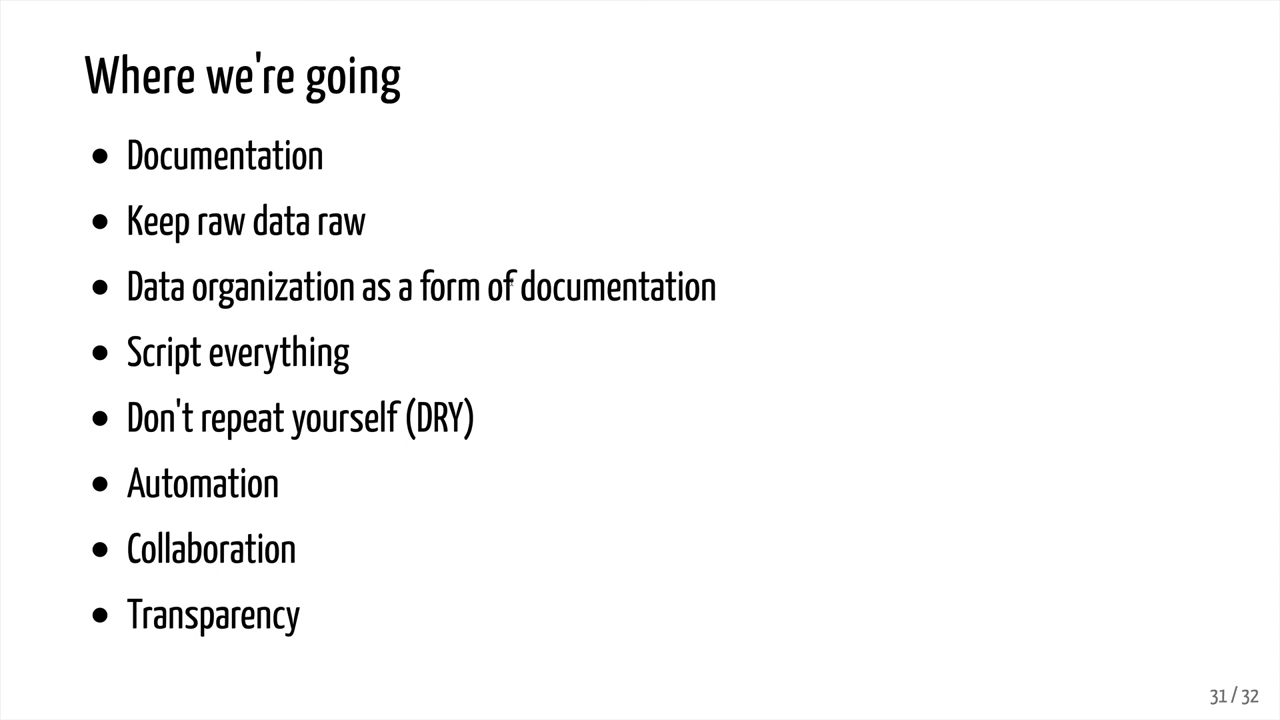 Where we're going
• Documentation
• Keep raw data raw
• Data organization as a form of documentation
• Script everything
• Don't repeat yourself (DRY)
• Automation
• Collaboration
• Transparency
31 / 32